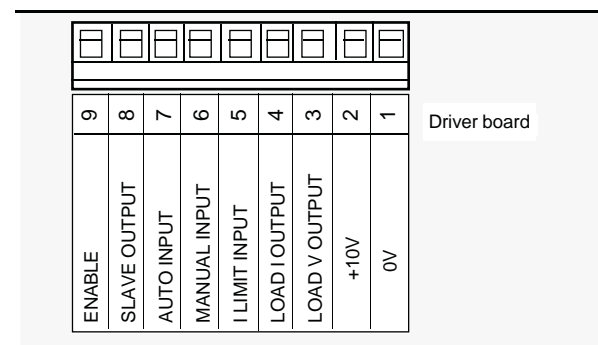 9 8 7 6 5 4 3 2 1
Driver board
ENABLE
SLAVE OUTPUT
AUTO INPUT
MANUAL INPUT
I LIMIT INPUT
LOAD I OUTPUT
LOAD V OUTPUT
+10V
0V